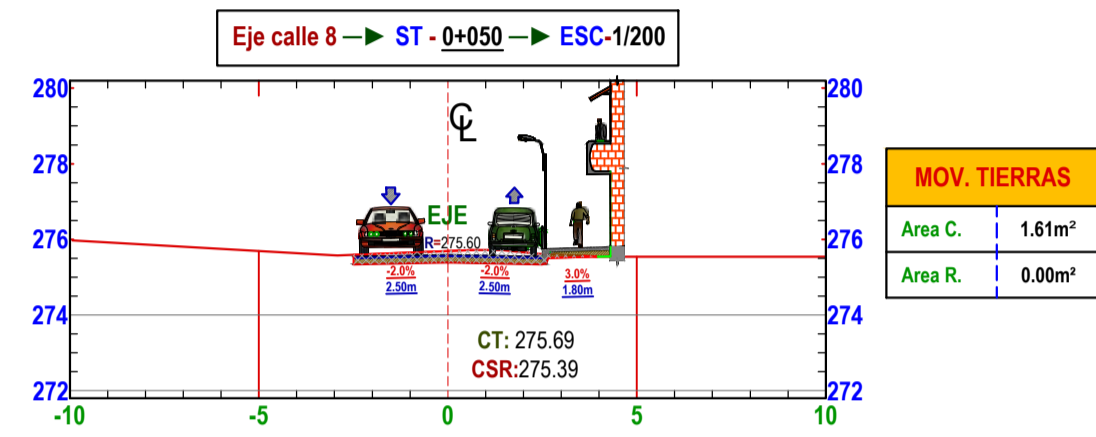 Eje calle 8 ST - 0+050 ESC-1/200
280 280
CL
278 278
EJE
276 R=275.60 276
-2.0% -2.0% 3.0%
2.50m 2.50m 1.80m
274 274
CT: 275.69
CSR:275.39
272 272
-10 -5 0 5 10
MOV. TIERRAS
Area C. 1.61m²
Area R. 0.00m²